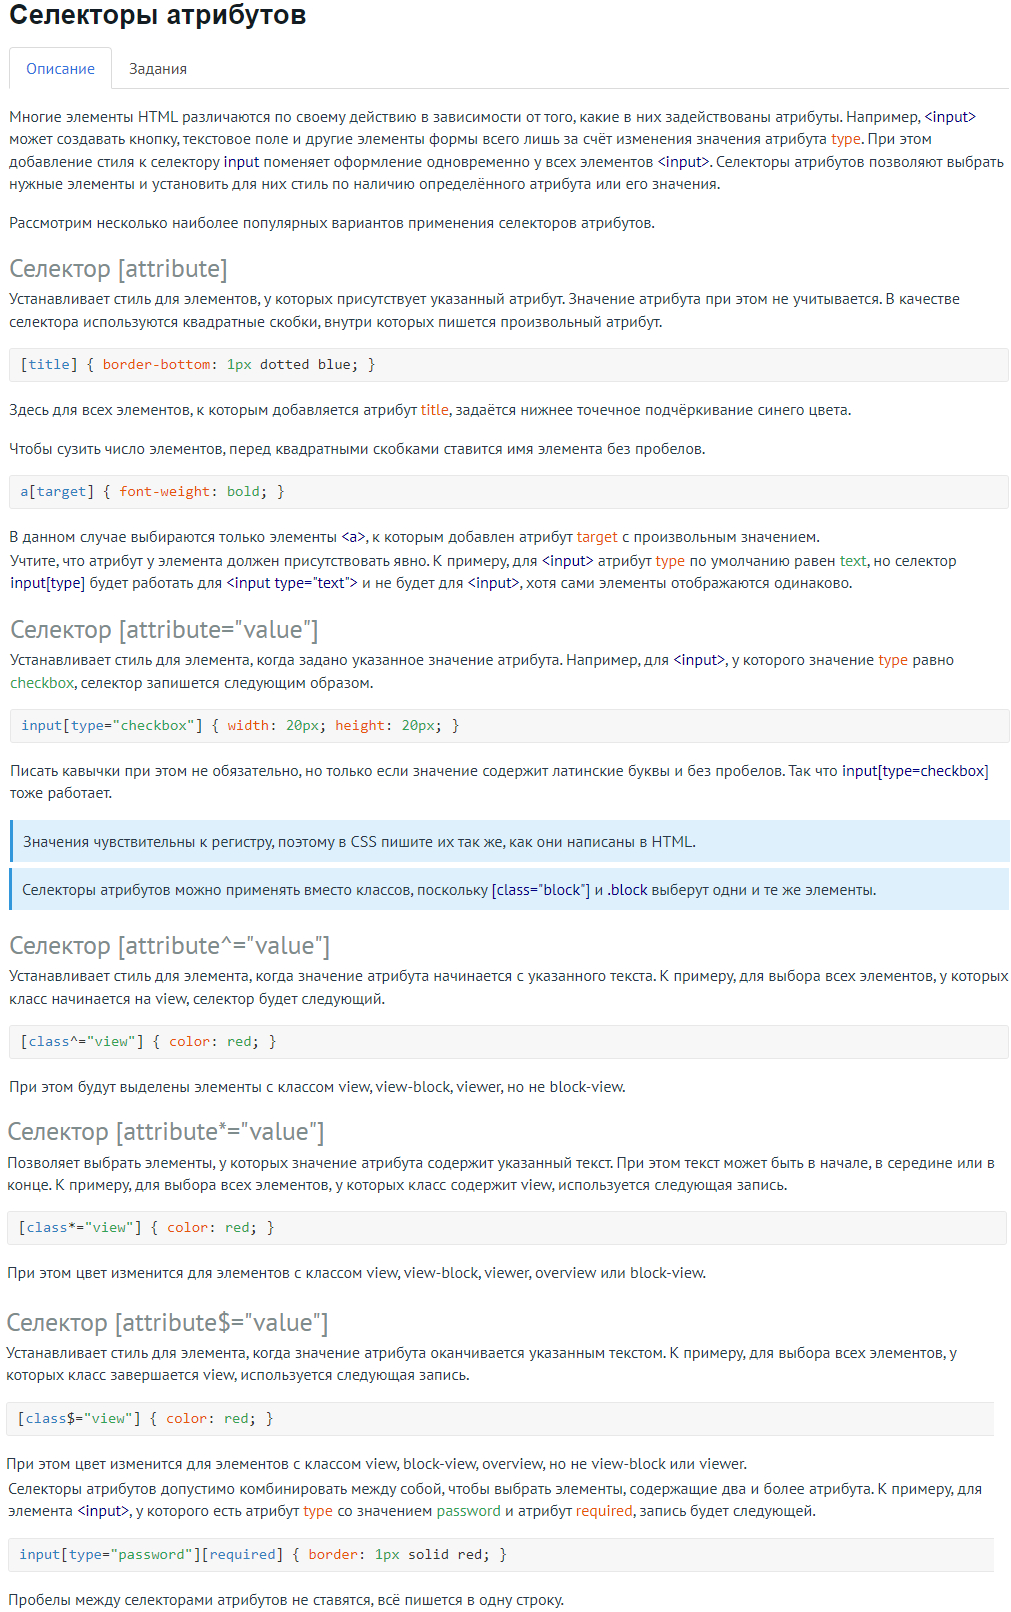 Селекторы атрибутов
Описание
Задания
Многие элементы HTML различаются по своему действию в зависимости от того, какие в них задействованы атрибуты. Например, <input>
может создавать кнопку, текстовое поле и другие элементы формы всего лишь за счёт изменения значения атрибута type. При этом
добавление стиля к селектору input поменяет оформление одновременно у всех элементов <input>. Селекторы атрибутов позволяют выбрать
нужные элементы и установить для них стиль по наличию определённого атрибута или его значения.
Рассмотрим несколько наиболее популярных вариантов применения селекторов атрибутов.
Селектор [attribute]
Устанавливает стиль для элементов, у которых присутствует указанный атрибут. Значение атрибута при этом не учитывается. В качестве
селектора используются квадратные скобки, внутри которых пишется произвольный атрибут.
[title] { border-bottom: 1px dotted blue; }
Здесь для всех элементов, к которым добавляется атрибут title, задаётся нижнее точечное подчёркивание синего цвета.
Чтобы сузить число элементов, перед квадратными скобками ставится имя элемента без пробелов.
a[target] { font-weight: bold; }
В данном случае выбираются только элементы <a>, к которым добавлен атрибут target с произвольным значением.
Учтите, что атрибут у элемента должен присутствовать явно. К примеру, для <input> атрибут type по умолчанию равен text, но селектор
input[type] будет работать для <input type="text"> и не будет для <input>, хотя сами элементы отображаются одинаково.
Селектор [attribute="value"]
Устанавливает стиль для элемента, когда задано указанное значение атрибута. Например, для <input>, у которого значение type равно
checkbox, селектор запишется следующим образом.
input[type="checkbox"] { width: 20px; height: 20px; }
Писать кавычки при этом не обязательно, но только если значение содержит латинские буквы и без пробелов. Так что input[type=checkbox]
тоже работает.
Значения чувствительны к регистру, поэтому в CSS пишите их так же, как они написаны в HTML.
Селекторы атрибутов можно применять вместо классов, поскольку [class="block"] и .block выберут одни и те же элементы.
Селектор [attribute^="value"]
Устанавливает стиль для элемента, когда значение атрибута начинается с указанного текста. К примеру, для выбора всех элементов, у которых
класс начинается на view, селектор будет следующий.
[class^="view"] { color: red; }
При этом будут выделены элементы с классом view, view-block, viewer, но не block-view.
Селектор [attribute*="value"]
Позволяет выбрать элементы, у которых значение атрибута содержит указанный текст. При этом текст может быть в начале, в середине или в
конце. К примеру, для выбора всех элементов, у которых класс содержит view, используется следующая запись.
[class*="view"] { color: red; }
При этом цвет изменится для элементов с классом view, view-block, viewer, overview или block-view.
Селектор [attribute$="value"]
Устанавливает стиль для элемента, когда значение атрибута оканчивается указанным текстом. К примеру, для выбора всех элементов, у
которых класс завершается view, используется следующая запись.
[class$="view"] { color: red; }
При этом цвет изменится для элементов с классом view, block-view, overview, но не view-block или viewer.
Селекторы атрибутов допустимо комбинировать между собой, чтобы выбрать элементы, содержащие два и более атрибута. К примеру, для
элемента <input>, у которого есть атрибут type со значением password и атрибут required, запись будет следующей.
input[type="password"][required] { border: 1px solid red; }
Пробелы между селекторами атрибутов не ставятся, всё пишется в одну строку.